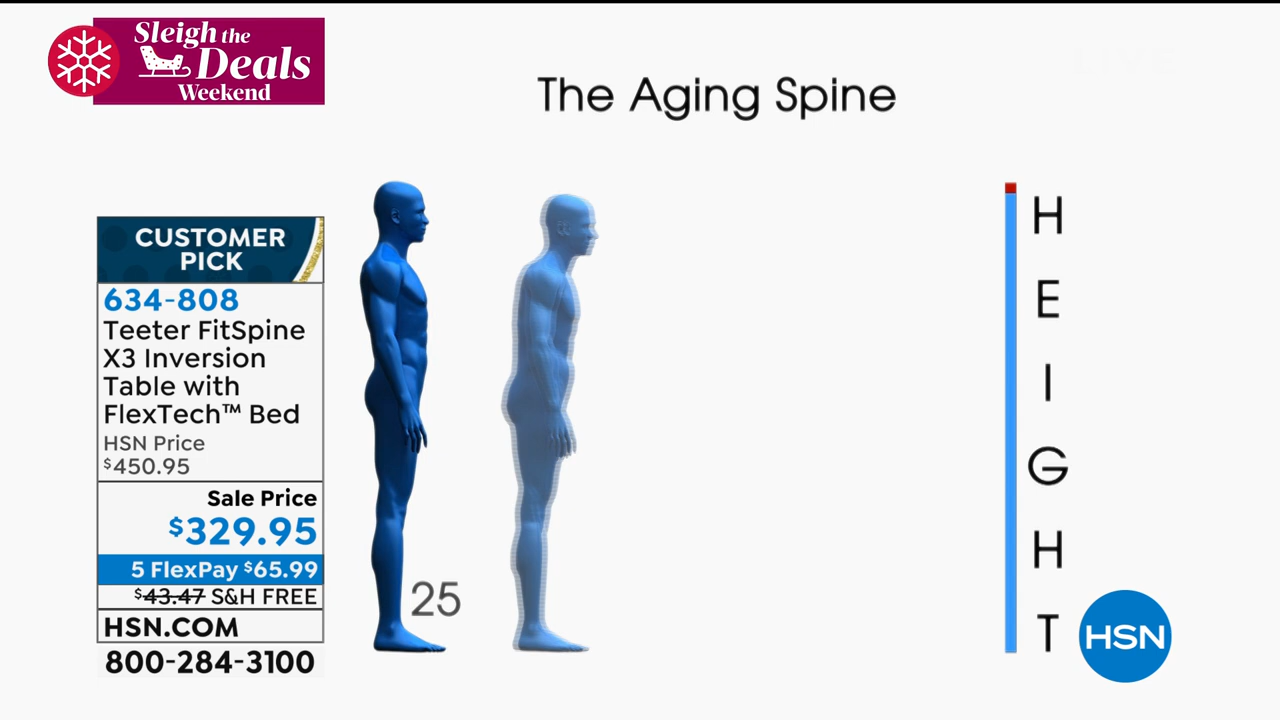 Sleigh the
Deals
Weekend
LIVE
The Aging Spine
CUSTOMER
PICK
634-808
Teeter FitSpine
X3 Inversion
Table with
FlexTech™ Bed
HSN Price
$450.95
Sale Price
$329.95
5 FlexPay $65.99
$43.47 S&H FREE
HSN.COM
800-284-3100
25
H
E
I
G
H
T
HSN